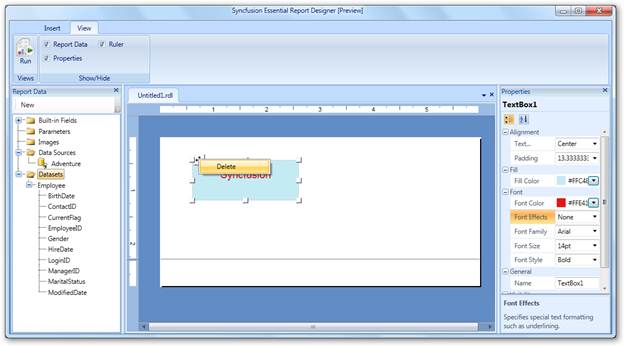 Syncfusion Essential Report Designer [Preview]
Insert View
Report Data Ruler
Properties
Run
Views Show/Hide
Report Data
New
Built-in Fields
Parameters
Images
Data Sources
Adventure
Datasets
Employee
BirthDate
ContactID
CurrentFlag
EmployeeID
Gender
HireDate
LoginID
ManagerID
MaritalStatus
ModifiedDate
Untitled1.rdl
1 2 3 4 5
1
2
Delete
Syncfusion
Properties
TextBox1
Alignment
Text... Center
Padding 13.333333
Fill
Fill Color #FFC4E
Font
Font Color #FFE41
Font Effects None
Font Family Arial
Font Size 14pt
Font Style Bold
General
Name TextBox1
Font Effects
Specifies special text formatting
such as underlining.